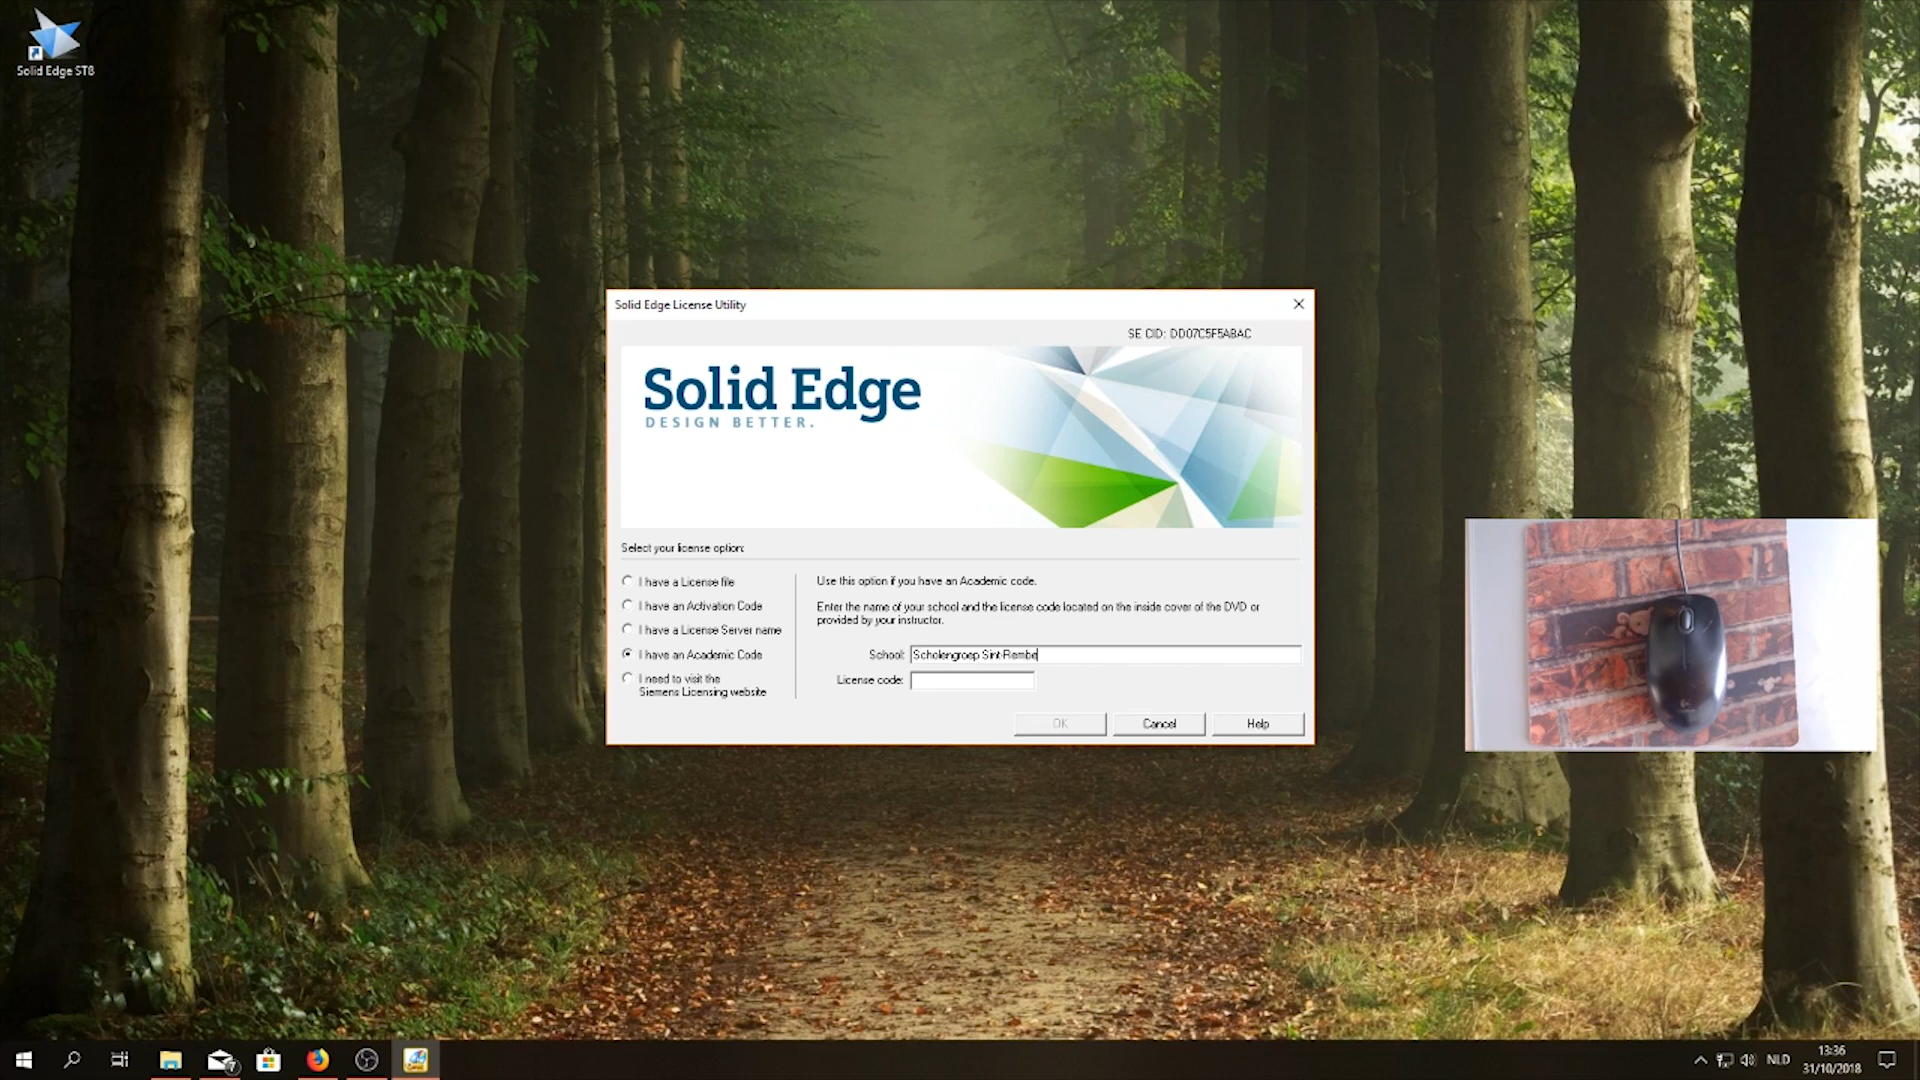 Solid Edge ST8
Solid Edge License Utility
SE CID: DD07C5F5ABAC
Solid Edge
DESIGN BETTER.
Select your license option:
I have a License file
I have an Activation Code
I have a License Server name
I have an Academic Code
I need to visit the
Siemens Licensing website
Use this option if you have an Academic code.
Enter the name of your school and the license code located on the inside cover of the DVD or
provided by your instructor.
School: Scholengroep Sint-Rembe
License code:
OK Cancel Help
7
NLD
13:36
31/10/2018